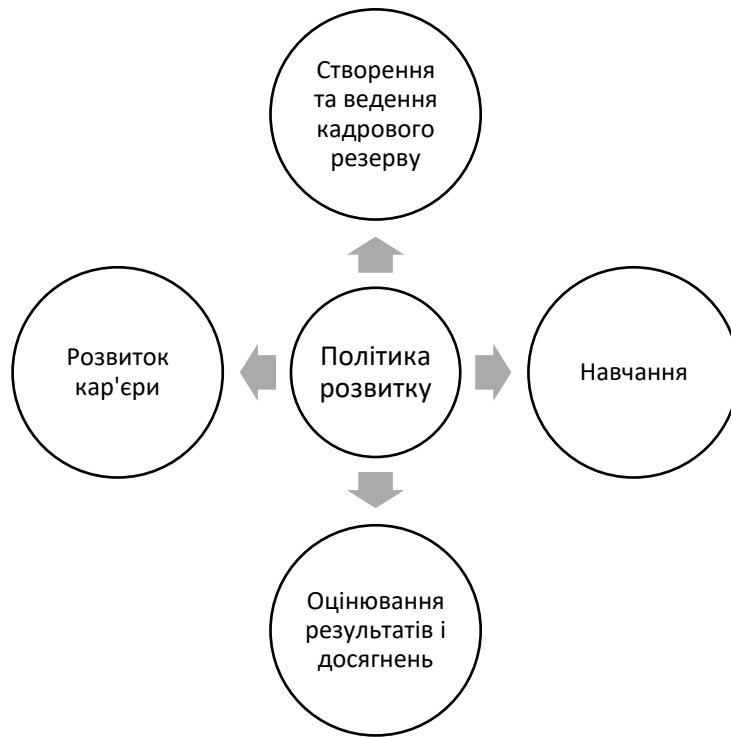 Створення
та ведення
кадрового
резерву
Розвиток
кар'єри
Політика
розвитку
Навчання
Оцінювання
результатів і
досягнень